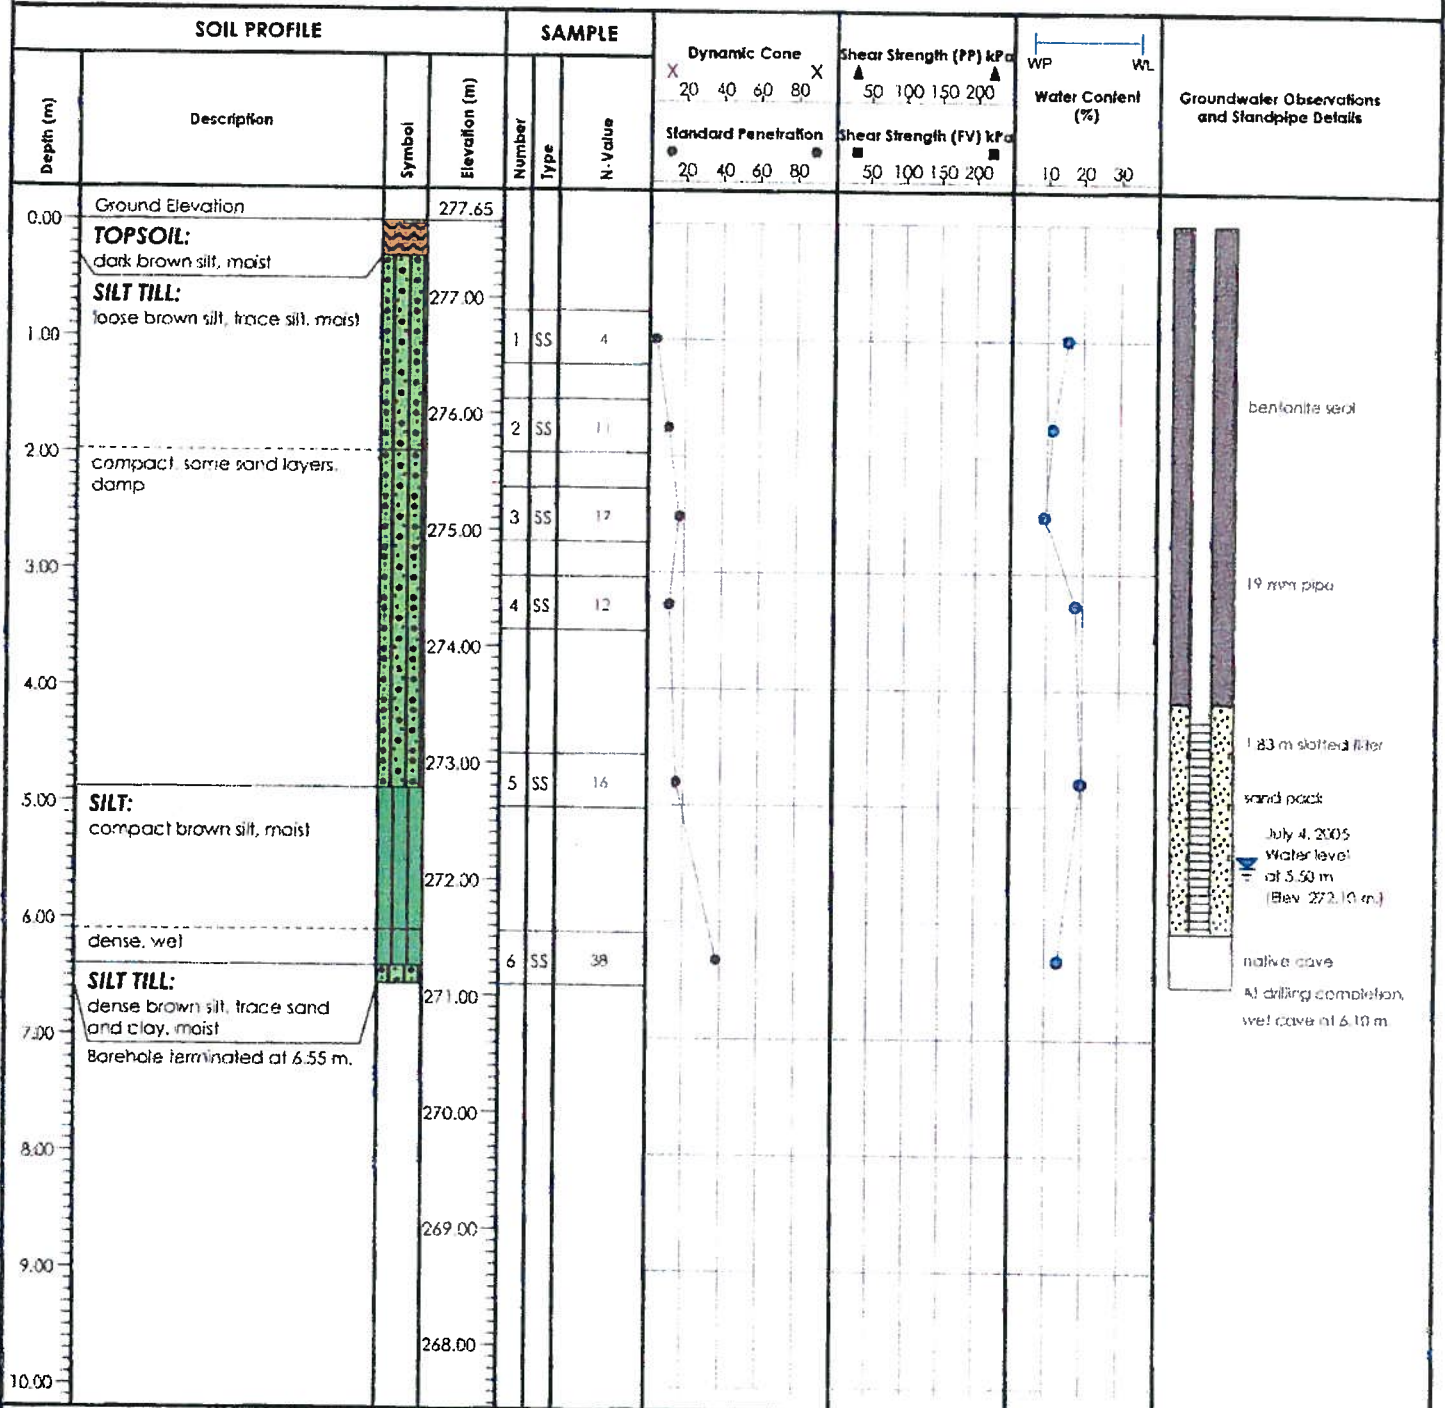 SOIL PROFILE
SAMPLE
Depth (m)
Description
Symbol
Elevation (m)
Number
Type
N-Value
Dynamic Cone
X X
20 40 60 80
Standard Penetration
20 40 60 80
Shear Strength (PP) kPa
50 100 150 200
Shear Strength (FV) kPa
50 100 150 200
WP WL
Water Content
(%)
10 20 30
Groundwater Observations
and Standpipe Details
Ground Elevation
277.65
0.00
TOPSOIL:
dark brown silt, moist
SILT TILL:
loose brown silt, trace silt, moist
277.00
1.00
1 SS 4
276.00
2 SS 11
bentonite seal
2.00
compact, some sand layers,
damp
3 SS 17
275.00
3.00
19 mm pipe
4 SS 12
274.00
4.00
1.83 m slotted filter
273.00
5 SS 16
5.00
SILT:
compact brown silt, moist
sand pack
July 4, 2005
Water level
at 5.50 m
(Elev. 272.10 m.)
272.00
6.00
dense, wet
6 SS 38
native cave
SILT TILL:
dense brown silt, trace sand
and clay, moist
271.00
At drilling completion,
wet cave at 6.10 m
7.00
Borehole terminated at 6.55 m.
270.00
8.00
269.00
9.00
268.00
10.00